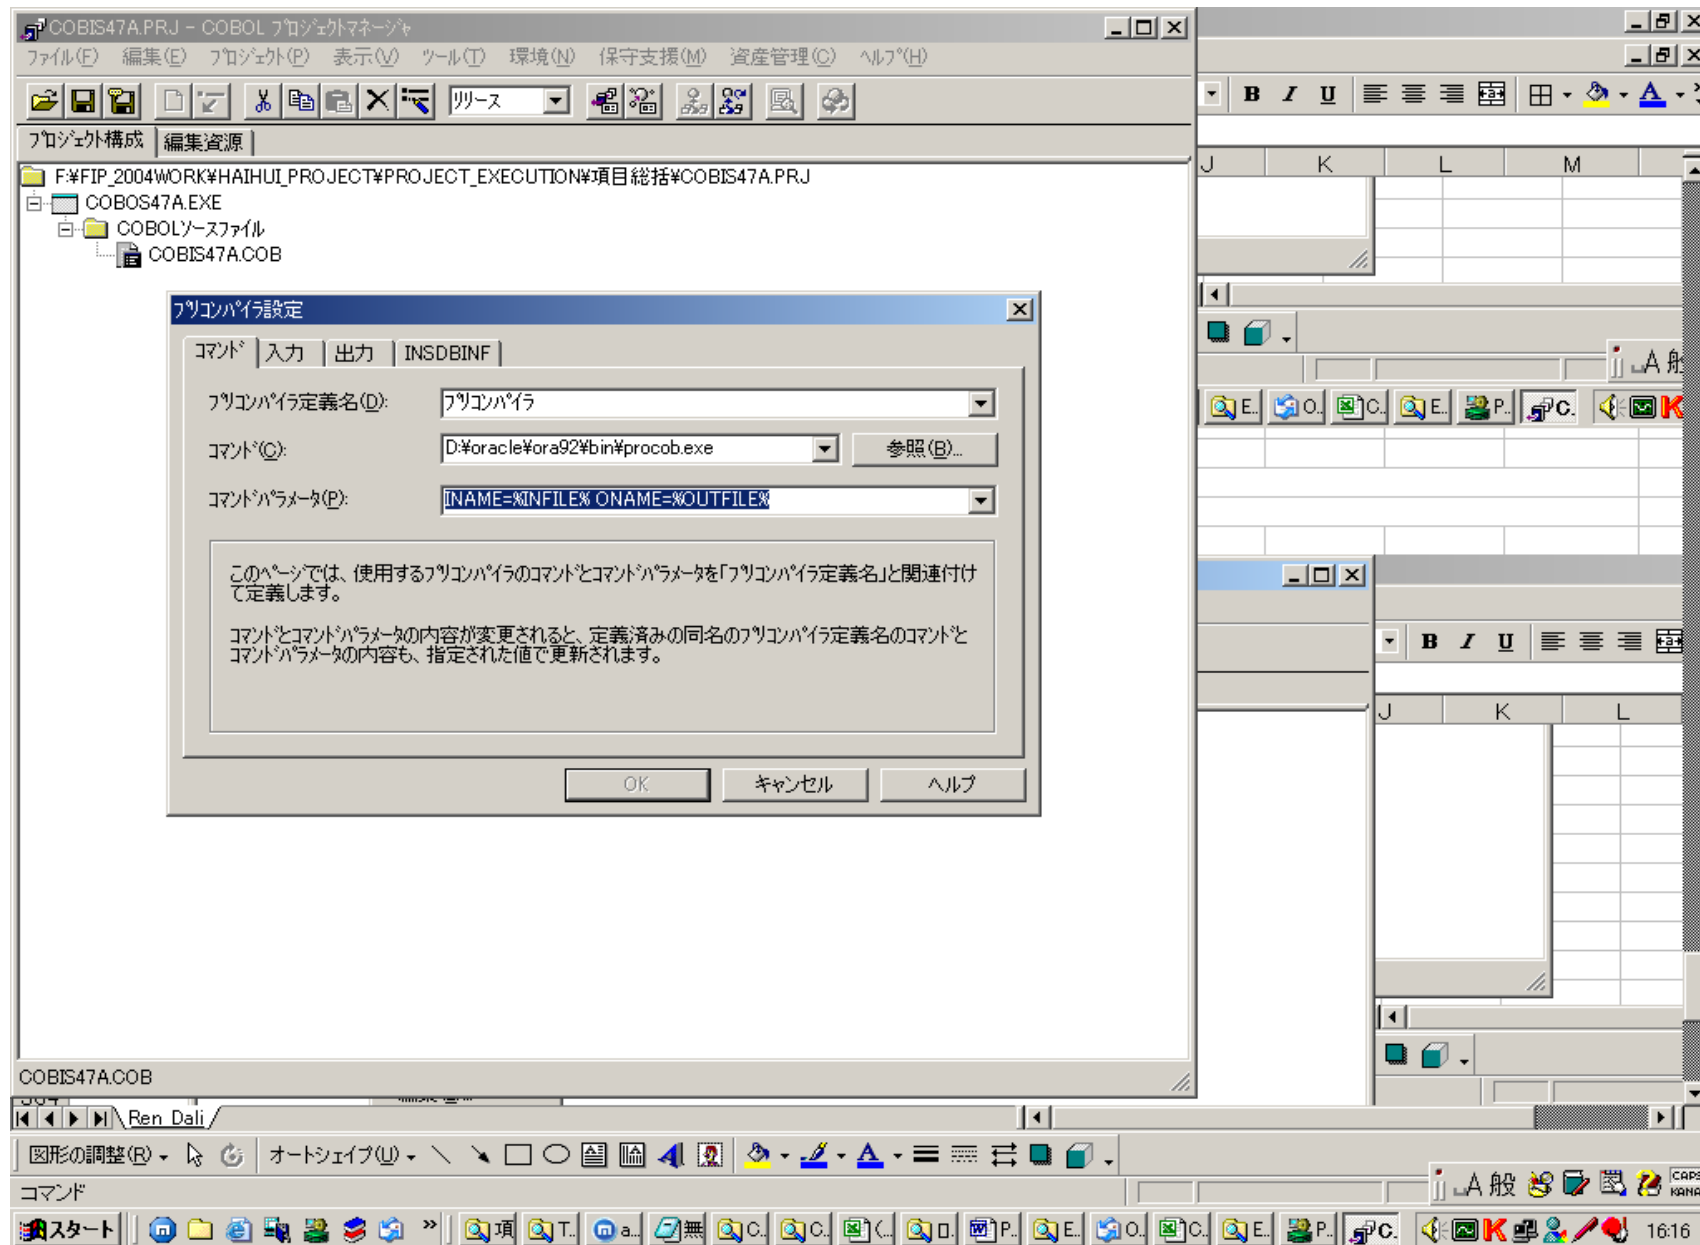 COBIS47A.PRJ - COBOL プロジェクトマネージャ
ファイル(F) 編集(E) プロジェクト(P) 表示(V) ツール(T) 環境(N) 保守支援(M) 資産管理(C) ヘルプ(H)
リリース
B I U A
プロジェクト構成 編集資源
J K L M
F:¥FIP_2004WORK¥HAIHUI_PROJECT¥PROJECT_EXECUTION¥項目総括¥COBIS47A.PRJ
COBOS47A.EXE
COBOLソースファイル
COBIS47A.COB
プリコンパイラ設定
コマンド 入力 出力 INSDBINF
A 般
プリコンパイラ定義名(D): プリコンパイラ
E.. O.. C.. E.. P.. C.
コマンド(C): D:¥oracle¥ora92¥bin¥procob.exe 参照(B)...
コマンドパラメータ(P): INAME=%INFILE% ONAME=%OUTFILE%
このページでは、使用するプリコンパイラのコマンドとコマンドパラメータを「プリコンパイラ定義名」と関連付け
て定義します。
コマンドとコマンドパラメータの内容が変更されると、定義済みの同名のプリコンパイラ定義名のコマンドと
コマンドパラメータの内容も、指定された値で更新されます。
B I U
J K L
OK キャンセル ヘルプ
COBIS47A.COB
Ren Dali
図形の調整(R) オートシェイプ(U) A
コマンド
A 般 CAPS
KANA
スタート » 項 T.. a... 無 C.. C.. (.. ロ. P.. E.. O.. C.. E.. P.. C. 16:16